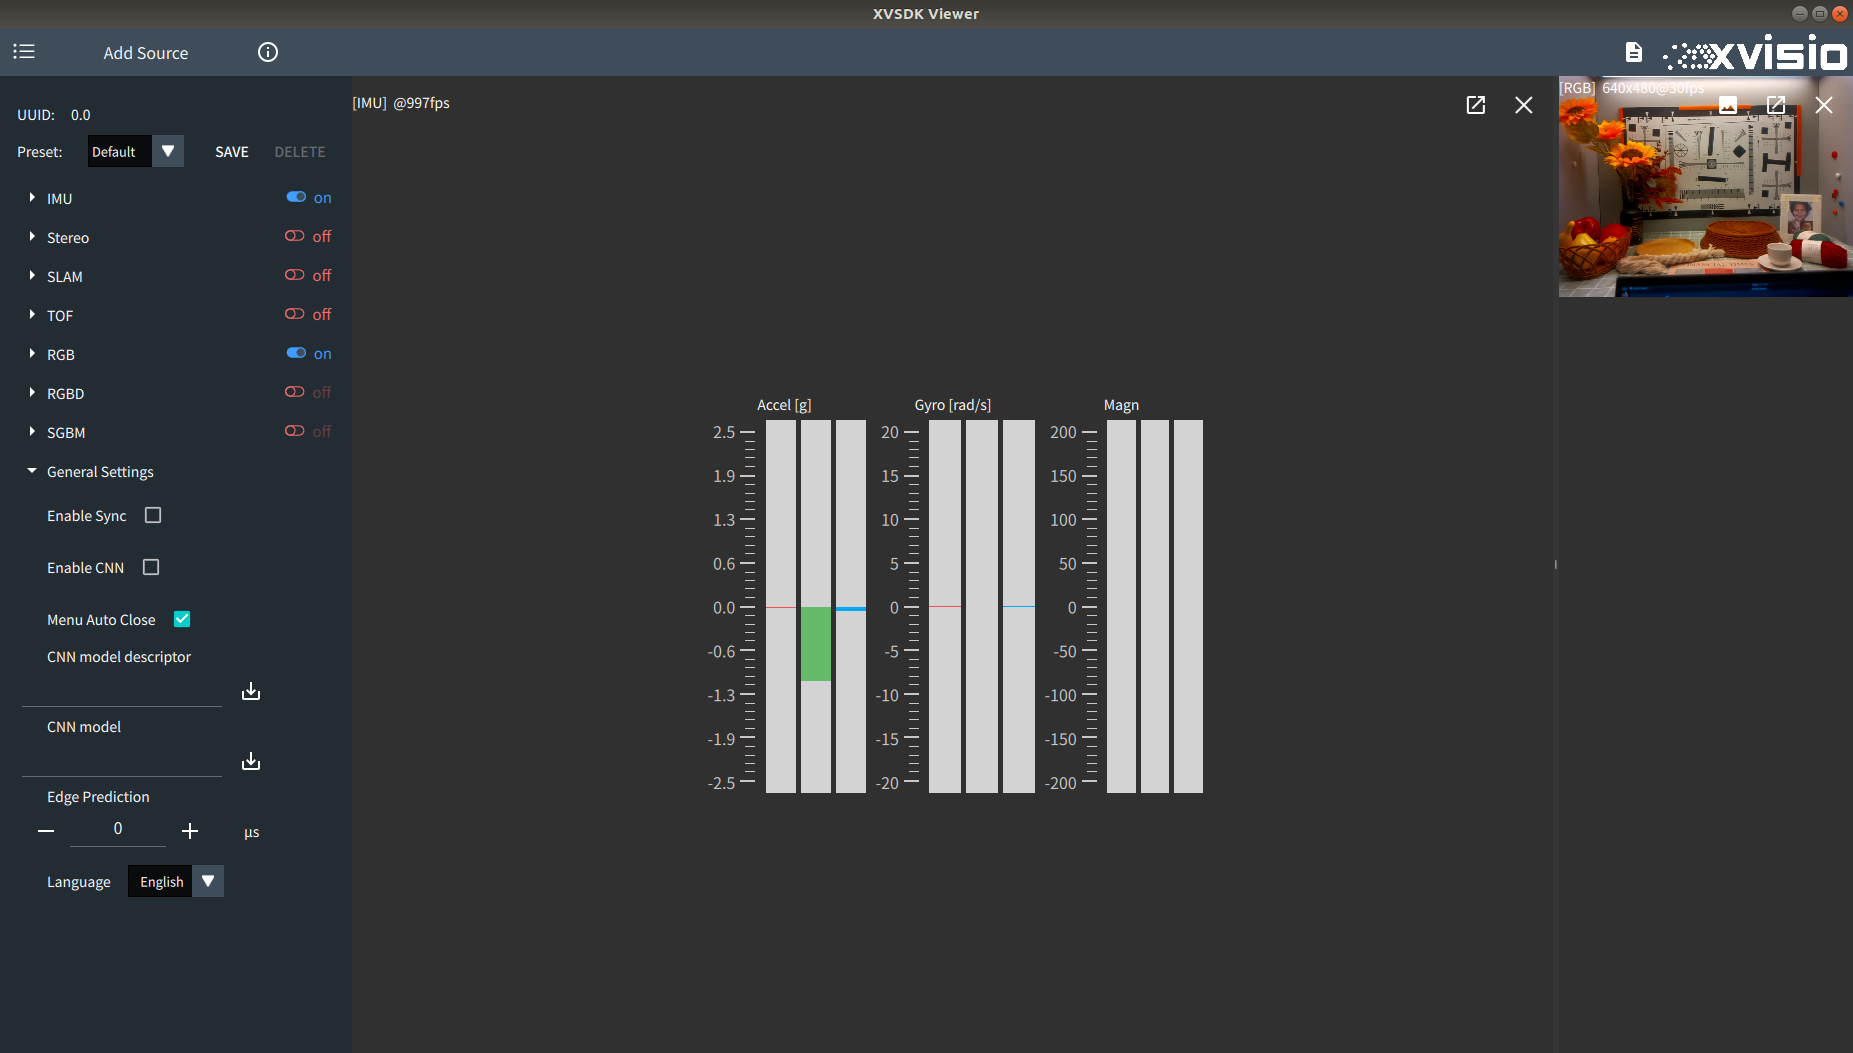 XVSDK Viewer
Add Source
xvisio
UUID: 0.0
Preset: Default SAVE DELETE
IMU on
Stereo off
SLAM off
TOF off
RGB on
RGBD off
SGBM off
General Settings
Enable Sync
Enable CNN
Menu Auto Close
CNN model descriptor
CNN model
Edge Prediction
0 µs
Language English
[IMU] @997fps
Accel [g] Gyro [rad/s] Magn
2.5 20 200
1.9 15 150
1.3 10 100
0.6 5 50
0.0 0 0
-0.6 -5 -50
-1.3 -10 -100
-1.9 -15 -150
-2.5 -20 -200
[RGB] 640x480@30fps
FINANCIAL TIMES